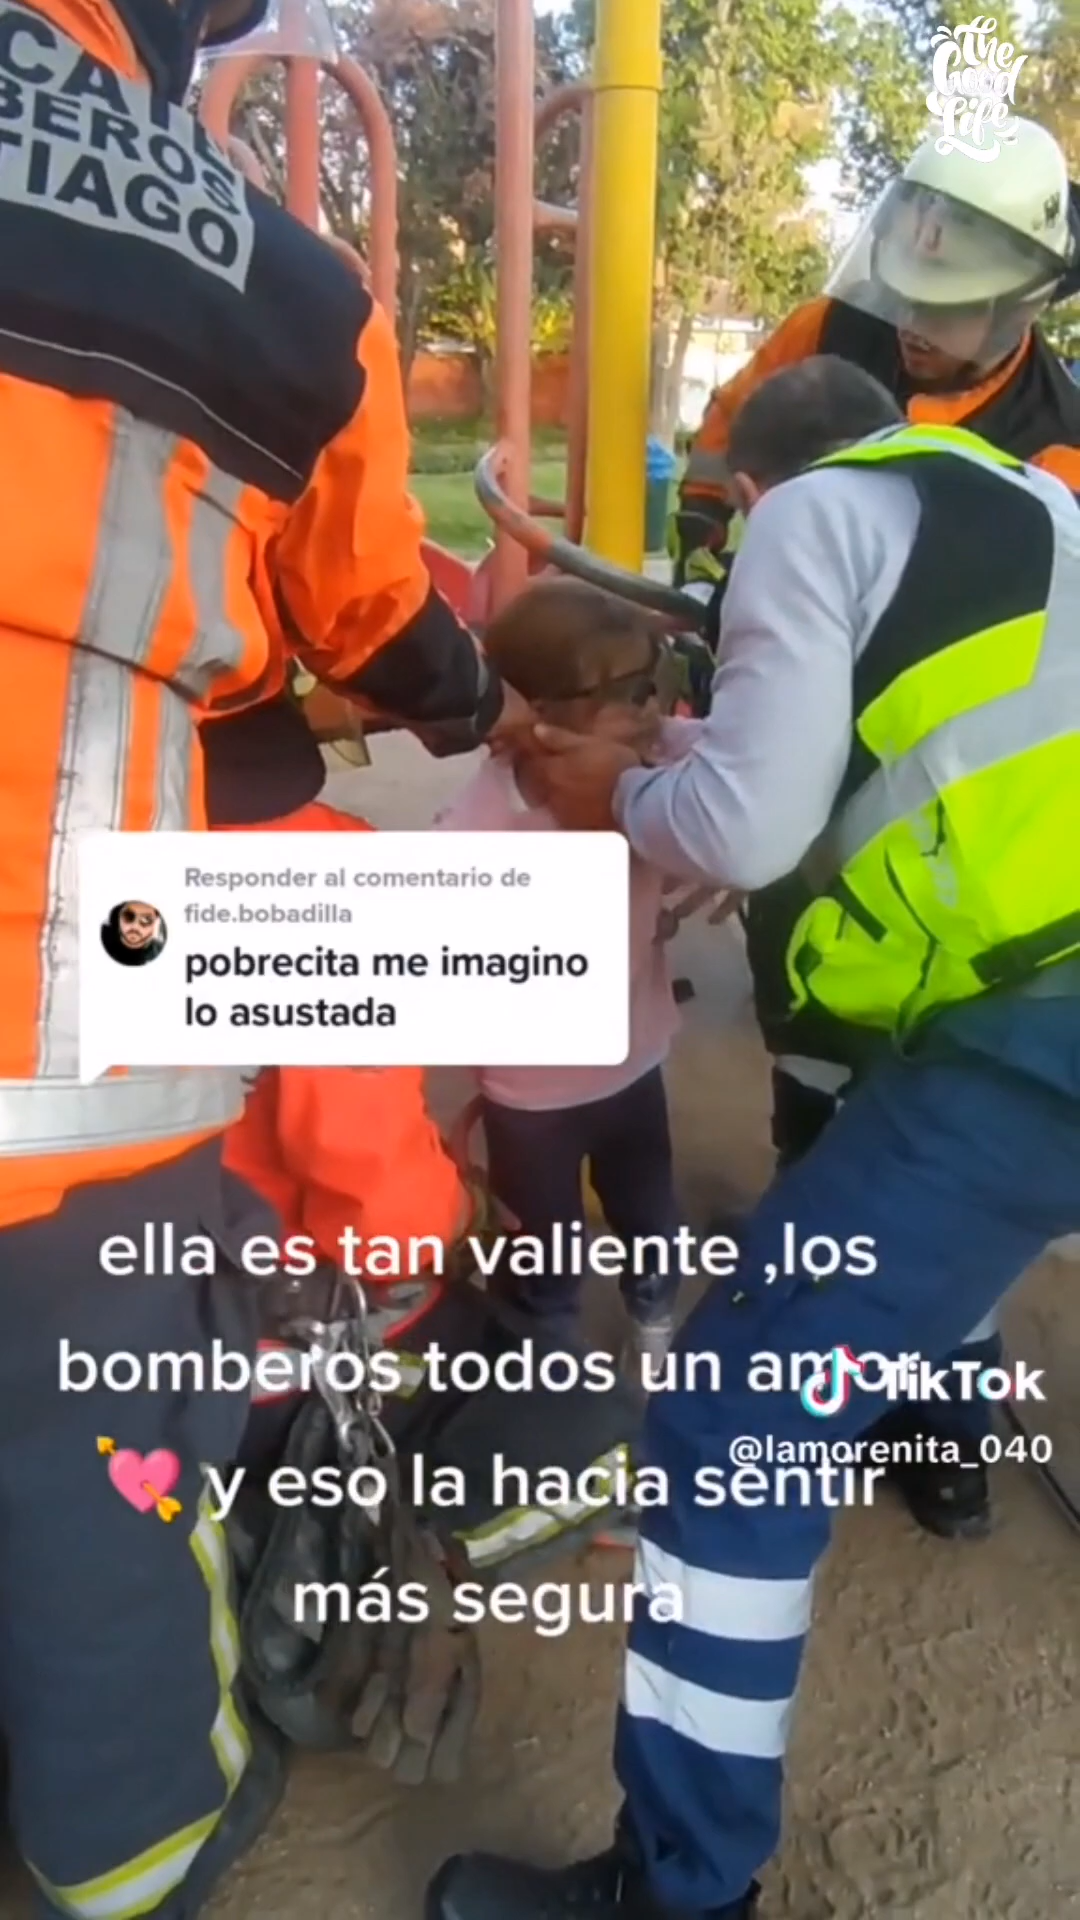 The
Good
Life
BEROS
TIAGO
Responder al comentario de
fide.bobadilla
pobrecita me imagino
lo asustada
ella es tan valiente ,los
bomberos todos un amor
TikTok
@lamorenita_040
💘 y eso la hacia sentir
más segura